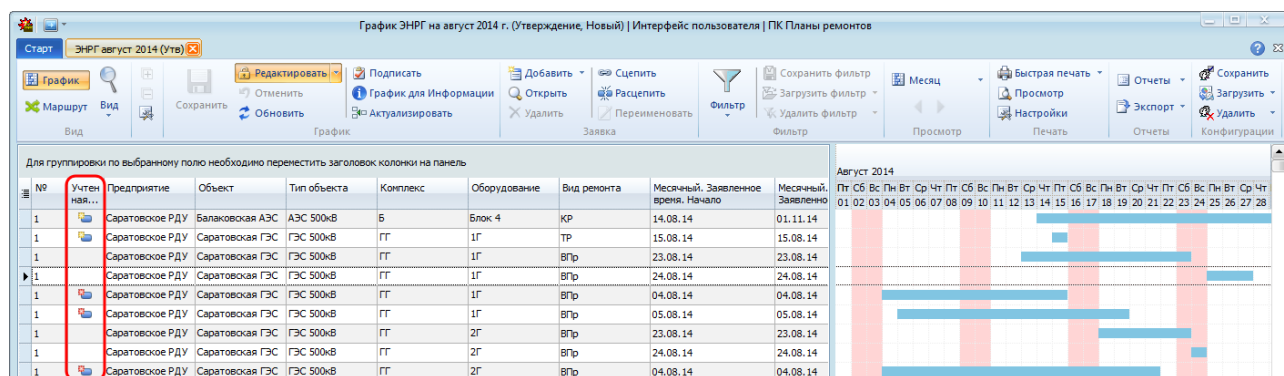 График ЭНРГ на август 2014 г. (Утверждение, Новый) | Интерфейс пользователя | ПК Планы ремонтов
Старт ЭНРГ август 2014 (Утв)
График Редактировать Подписать Добавить Сцепить Сохранить фильтр Месяц Быстрая печать Отчеты Сохранить
Отменить График для Информации Открыть Расцепить Загрузить фильтр Просмотр Загрузить
Маршрут Вид Сохранить Обновить Актуализировать Удалить Переименовать Фильтр Удалить фильтр Настройки Экспорт Удалить
Вид График Заявка Фильтр Просмотр Печать Отчеты Конфигурации
Для группировки по выбранному полю необходимо переместить заголовок колонки на панель
Август 2014
№ Учтен Предприятие Объект Тип объекта Комплекс Оборудование Вид ремонта Месячный. Заявленное Месячный. Пт Сб Вс Пн Вт Ср Чт Пт Сб Вс Пн Вт Ср Чт Пт Сб Вс Пн Вт Ср Чт Пт Сб Вс Пн Вт Ср Чт
ная... время. Начало Заявленно 01 02 03 04 05 06 07 08 09 10 11 12 13 14 15 16 17 18 19 20 21 22 23 24 25 26 27 28
1 Саратовское РДУ Балаковская АЭС АЭС 500кВ Б Блок 4 КР 14.08.14 01.11.14
1 Саратовское РДУ Саратовская ГЭС ГЭС 500кВ ГГ 1Г ТР 15.08.14 15.08.14
1 Саратовское РДУ Саратовская ГЭС ГЭС 500кВ ГГ 1Г ВПр 23.08.14 23.08.14
1 Саратовское РДУ Саратовская ГЭС ГЭС 500кВ ГГ 1Г ВПр 24.08.14 24.08.14
1 Саратовское РДУ Саратовская ГЭС ГЭС 500кВ ГГ 1Г ВПр 04.08.14 04.08.14
1 Саратовское РДУ Саратовская ГЭС ГЭС 500кВ ГГ 1Г ВПр 05.08.14 05.08.14
1 Саратовское РДУ Саратовская ГЭС ГЭС 500кВ ГГ 2Г ВПр 23.08.14 23.08.14
1 Саратовское РДУ Саратовская ГЭС ГЭС 500кВ ГГ 2Г ВПр 24.08.14 24.08.14
1 Саратовское РДУ Саратовская ГЭС ГЭС 500кВ ГГ 2Г ВПр 04.08.14 04.08.14